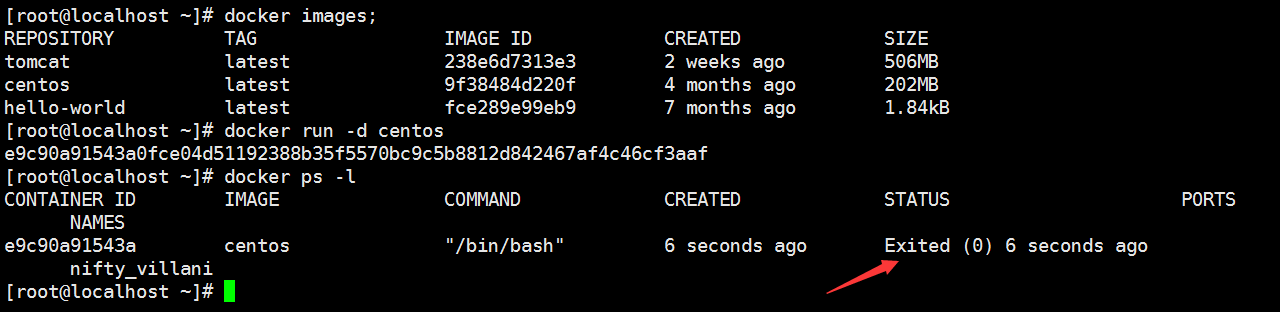 [root@localhost ~]# docker images;
REPOSITORY          TAG                 IMAGE ID            CREATED             SIZE
tomcat              latest              238e6d7313e3        2 weeks ago         506MB
centos              latest              9f38484d220f        4 months ago        202MB
hello-world         latest              fce289e99eb9        7 months ago        1.84kB
[root@localhost ~]# docker run -d centos
e9c90a91543a0fce04d51192388b35f5570bc9c5b8812d842467af4c46cf3aaf
[root@localhost ~]# docker ps -l
CONTAINER ID        IMAGE               COMMAND             CREATED             STATUS                     PORTS
      NAMES
e9c90a91543a        centos              "/bin/bash"         6 seconds ago       Exited (0) 6 seconds ago
      nifty_villani
[root@localhost ~]#